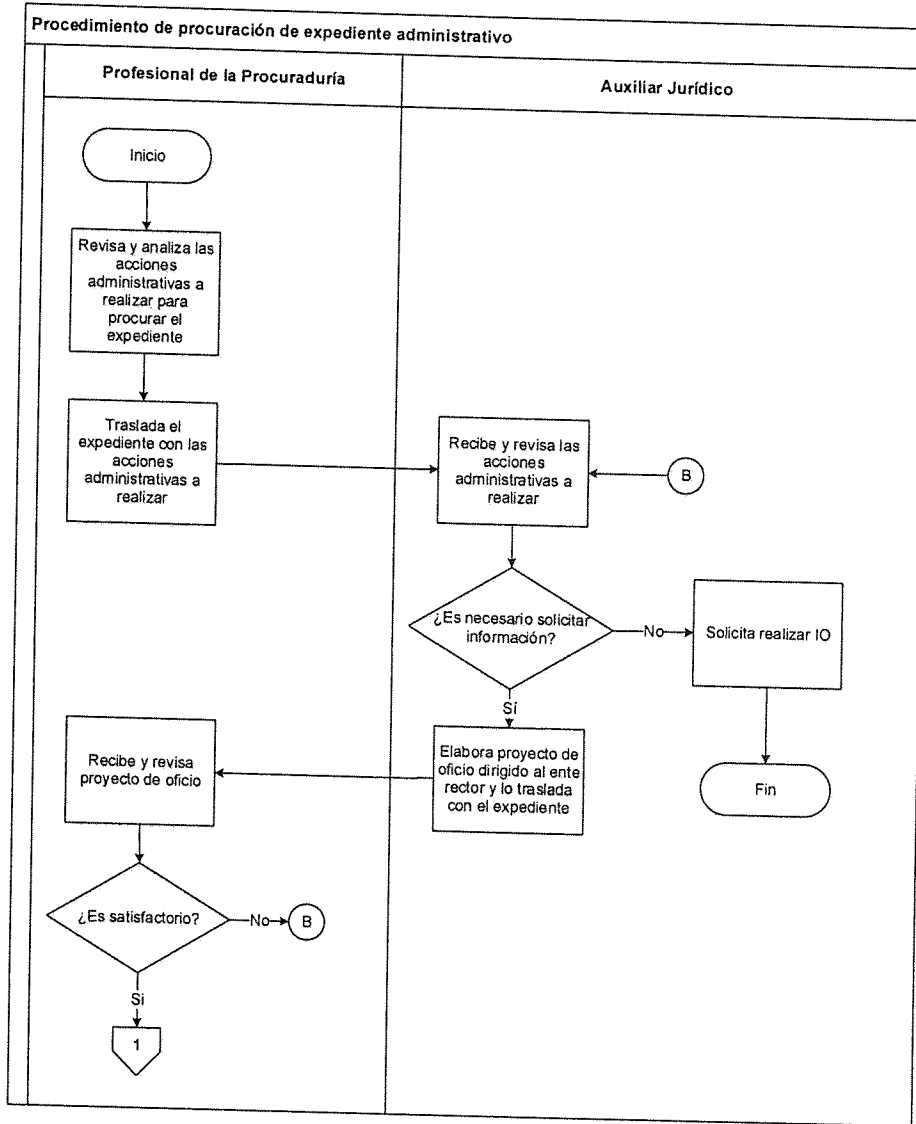 Procedimiento de procuración de expediente administrativo
Profesional de la Procuraduría
Auxiliar Jurídico
Inicio
Revisa y analiza las
acciones
administrativas a
realizar para
procurar el
expediente
Traslada el
expediente con las
acciones
administrativas a
realizar
Recibe y revisa las
acciones
administrativas a
realizar
B
¿Es necesario solicitar
información?
No
Solicita realizar IO
Sí
Fin
Elabora proyecto de
oficio dirigido al ente
rector y lo traslada
con el expediente
Recibe y revisa
proyecto de oficio
¿Es satisfactorio?
No
B
Si
1